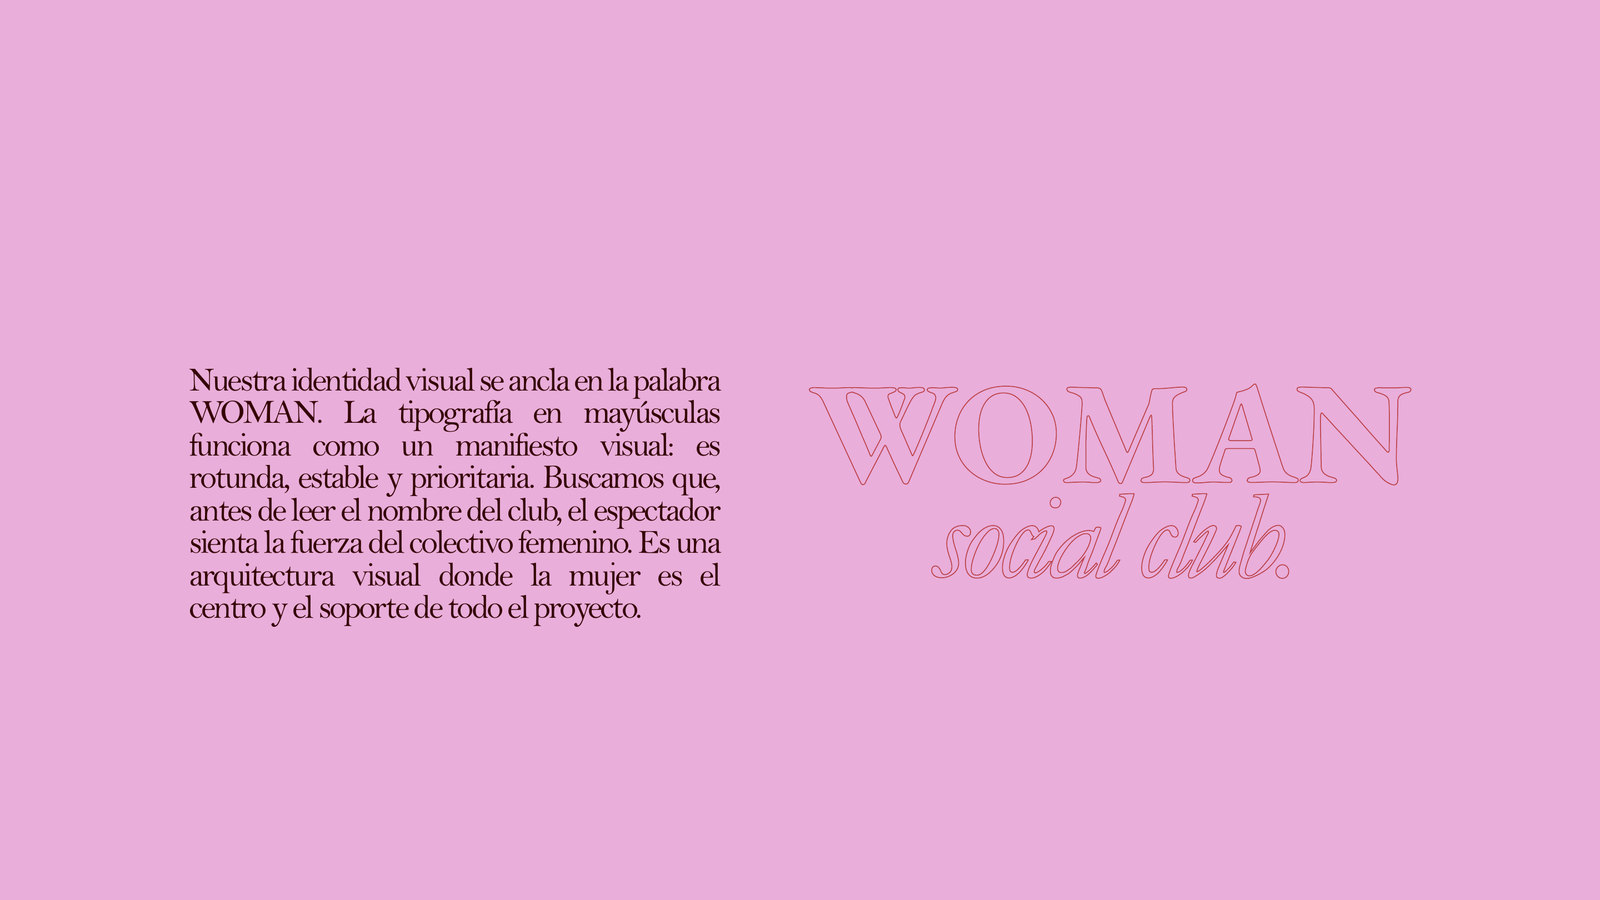 Nuestra identidad visual se ancla en la palabra
WOMAN. La tipografía en mayúsculas
funciona como un manifiesto visual: es
rotunda, estable y prioritaria. Buscamos que,
antes de leer el nombre del club, el espectador
sienta la fuerza del colectivo femenino. Es una
arquitectura visual donde la mujer es el
centro y el soporte de todo el proyecto.
WOMAN
social club.